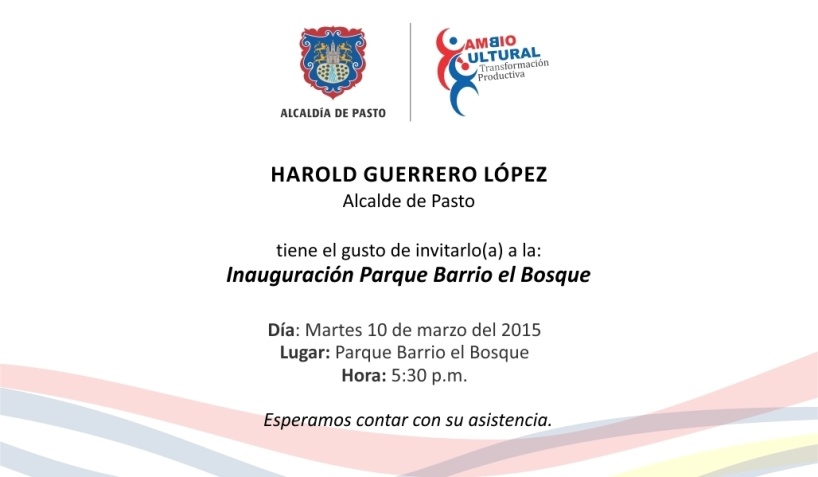 ALCALDÍA DE PASTO
CAMBIO
CULTURAL
Transformación
Productiva
HAROLD GUERRERO LÓPEZ
Alcalde de Pasto
tiene el gusto de invitarlo(a) a la:
Inauguración Parque Barrio el Bosque
Día: Martes 10 de marzo del 2015
Lugar: Parque Barrio el Bosque
Hora: 5:30 p.m.
Esperamos contar con su asistencia.